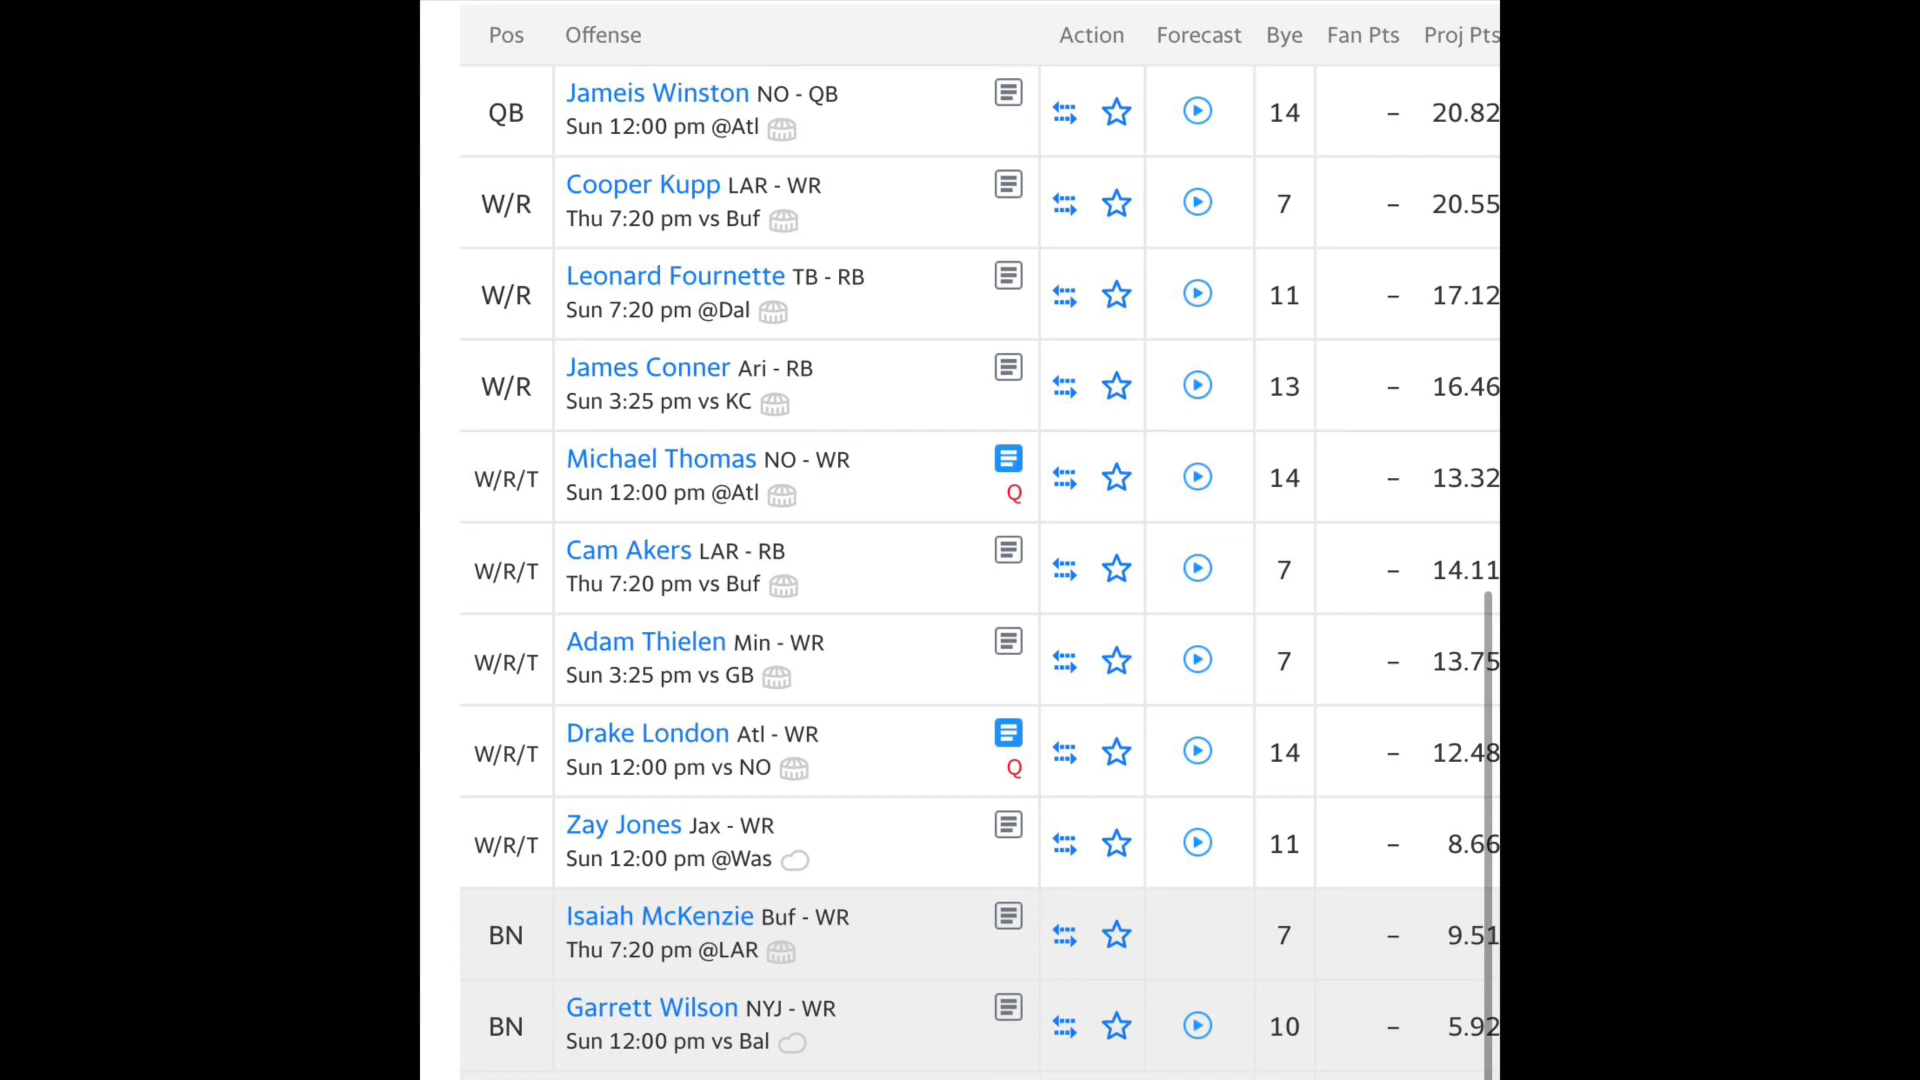 Pos Offense Action Forecast Bye Fan Pts Proj Pts
QB Jameis Winston NO - QB 14 – 20.82
Sun 12:00 pm @Atl
W/R Cooper Kupp LAR - WR 7 – 20.55
Thu 7:20 pm vs Buf
W/R Leonard Fournette TB - RB 11 – 17.12
Sun 7:20 pm @Dal
W/R James Conner Ari - RB 13 – 16.46
Sun 3:25 pm vs KC
W/R/T Michael Thomas NO - WR 14 – 13.32
Sun 12:00 pm @Atl Q
W/R/T Cam Akers LAR - RB 7 – 14.11
Thu 7:20 pm vs Buf
W/R/T Adam Thielen Min - WR 7 – 13.75
Sun 3:25 pm vs GB
W/R/T Drake London Atl - WR 14 – 12.48
Sun 12:00 pm vs NO Q
W/R/T Zay Jones Jax - WR 11 – 8.66
Sun 12:00 pm @Was
BN Isaiah McKenzie Buf - WR 7 – 9.51
Thu 7:20 pm @LAR
BN Garrett Wilson NYJ - WR 10 – 5.92
Sun 12:00 pm vs Bal